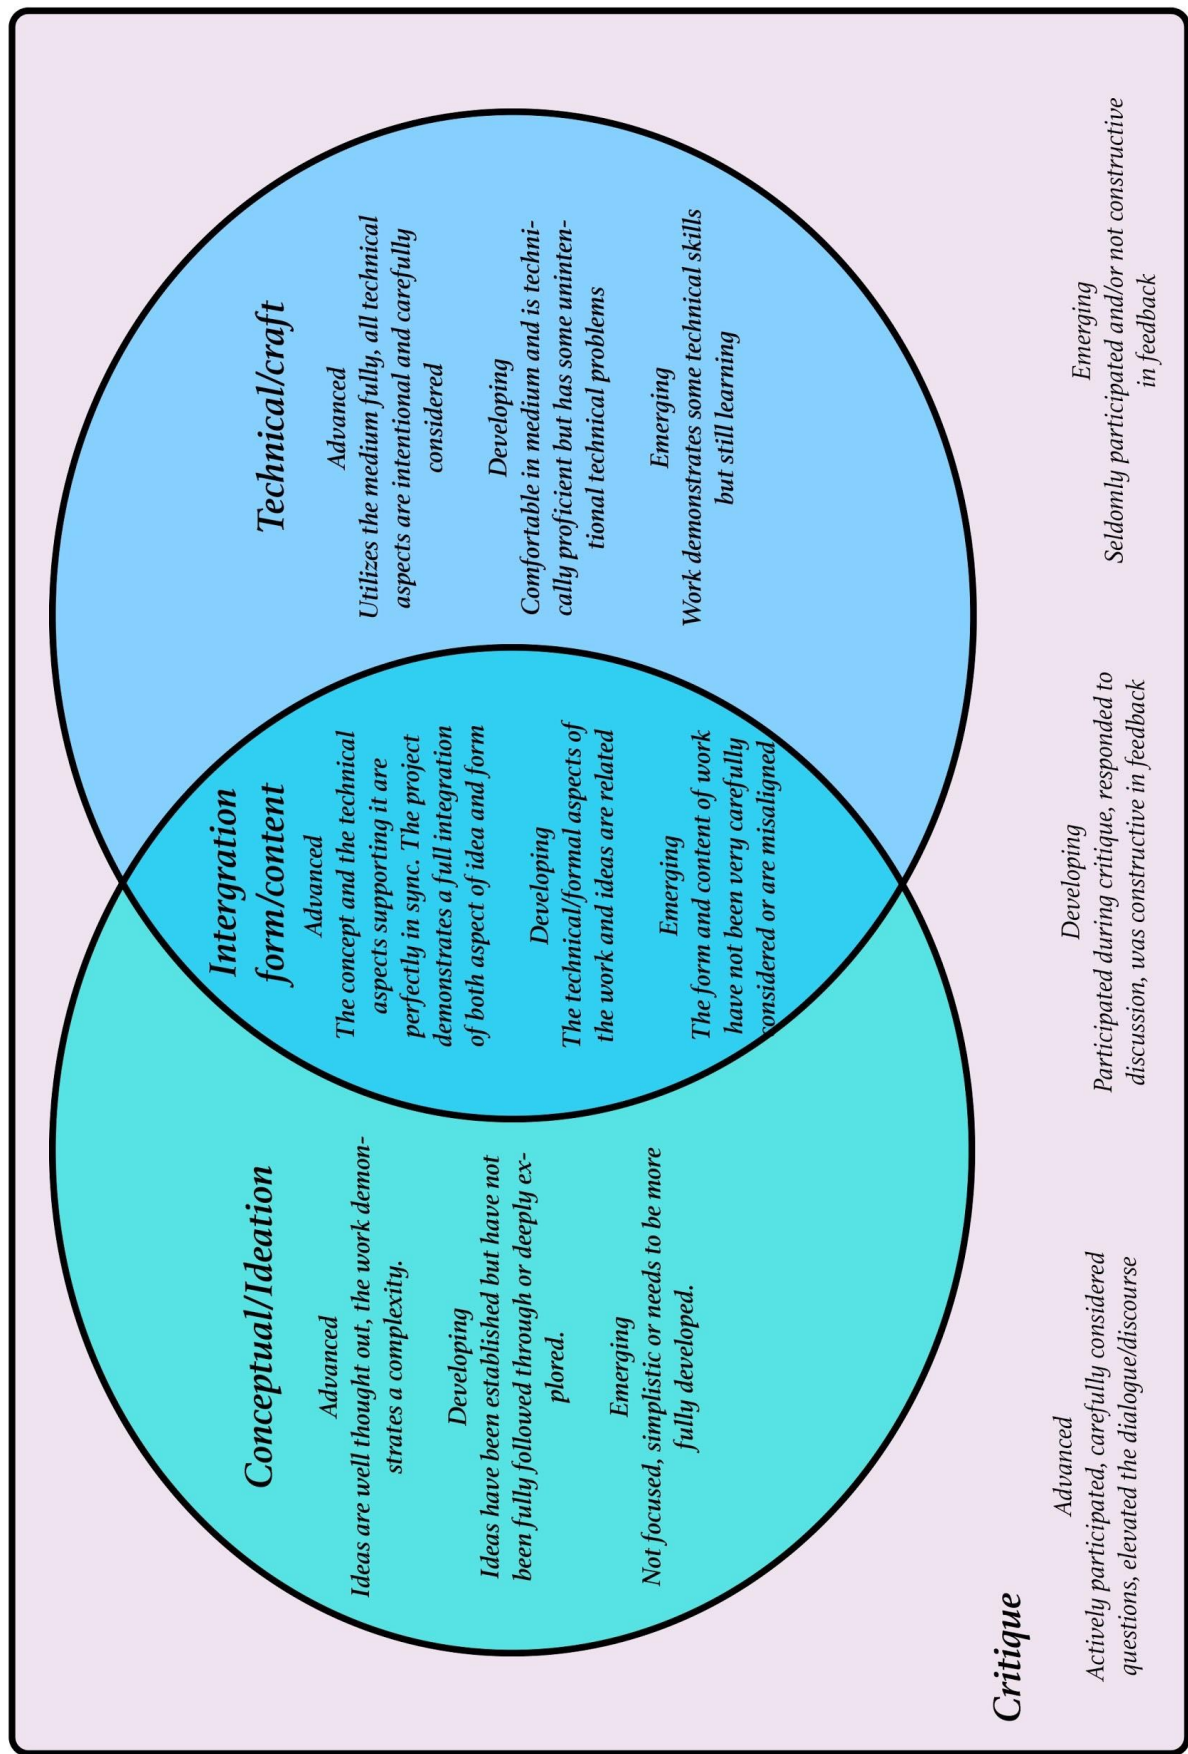 Conceptual/Ideation
Advanced
Ideas are well thought out, the work demon-
strates a complexity.
Developing
Ideas have been established but have not
been fully followed through or deeply ex-
plored.
Emerging
Not focused, simplistic or needs to be more
fully developed.
Intergration
form/content
Advanced
The concept and the technical
aspects supporting it are
perfectly in sync. The project
demonstrates a full integration
of both aspect of idea and form
Developing
The technical/formal aspects of
the work and ideas are related
Emerging
The form and content of work
have not been very carefully
considered or are misaligned
Technical/craft
Advanced
Utilizes the medium fully, all technical
aspects are intentional and carefully
considered
Developing
Comfortable in medium and is techni-
cally proficient but has some uninten-
tional technical problems
Emerging
Work demonstrates some technical skills
but still learning
Critique
Advanced
Actively participated, carefully considered
questions, elevated the dialogue/discourse
Developing
Participated during critique, responded to
discussion, was constructive in feedback
Emerging
Seldomly participated and/or not constructive
in feedback